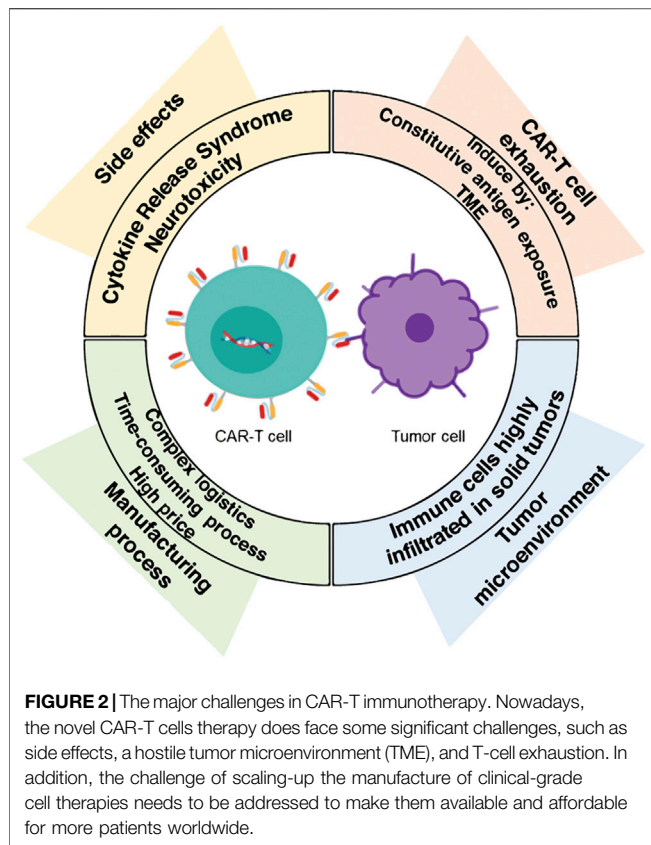 Side effects
Cytokine Release Syndrome
Neurotoxicity
CAR-T cell
exhaustion
Induce by:
Constitutive antigen exposure
TME
CAR-T cell
Tumor cell
Complex logistics
Time-consuming process
High price
Manufacturing
process
Immune cells highly
infiltrated in solid tumors
Tumor
microenvironment
FIGURE 2 | The major challenges in CAR-T immunotherapy. Nowadays,
the novel CAR-T cells therapy does face some significant challenges, such as
side effects, a hostile tumor microenvironment (TME), and T-cell exhaustion. In
addition, the challenge of scaling-up the manufacture of clinical-grade
cell therapies needs to be addressed to make them available and affordable
for more patients worldwide.